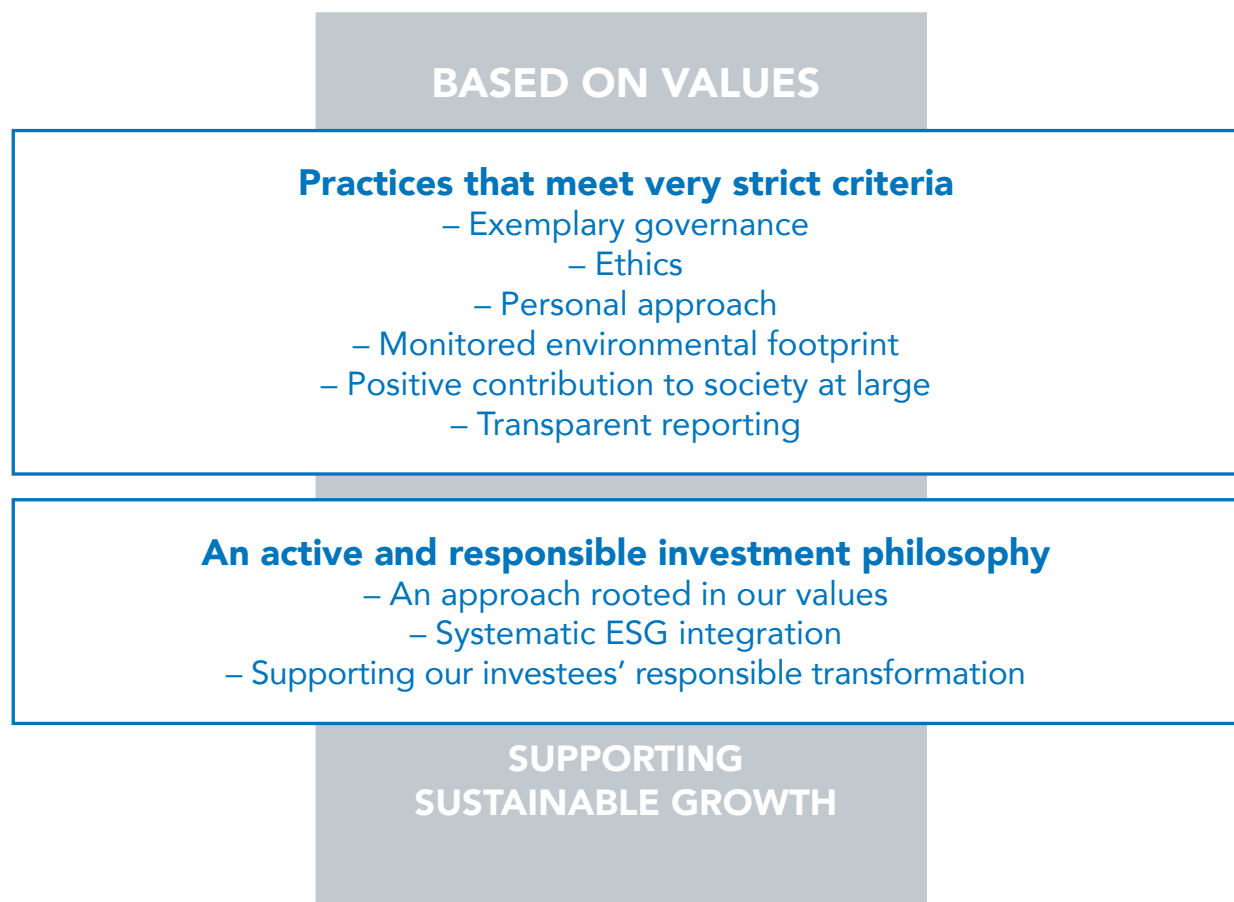 BASED ON VALUES
Practices that meet very strict criteria
– Exemplary governance
– Ethics
– Personal approach
– Monitored environmental footprint
– Positive contribution to society at large
– Transparent reporting
An active and responsible investment philosophy
– An approach rooted in our values
– Systematic ESG integration
– Supporting our investees’ responsible transformation
SUPPORTING
SUSTAINABLE GROWTH